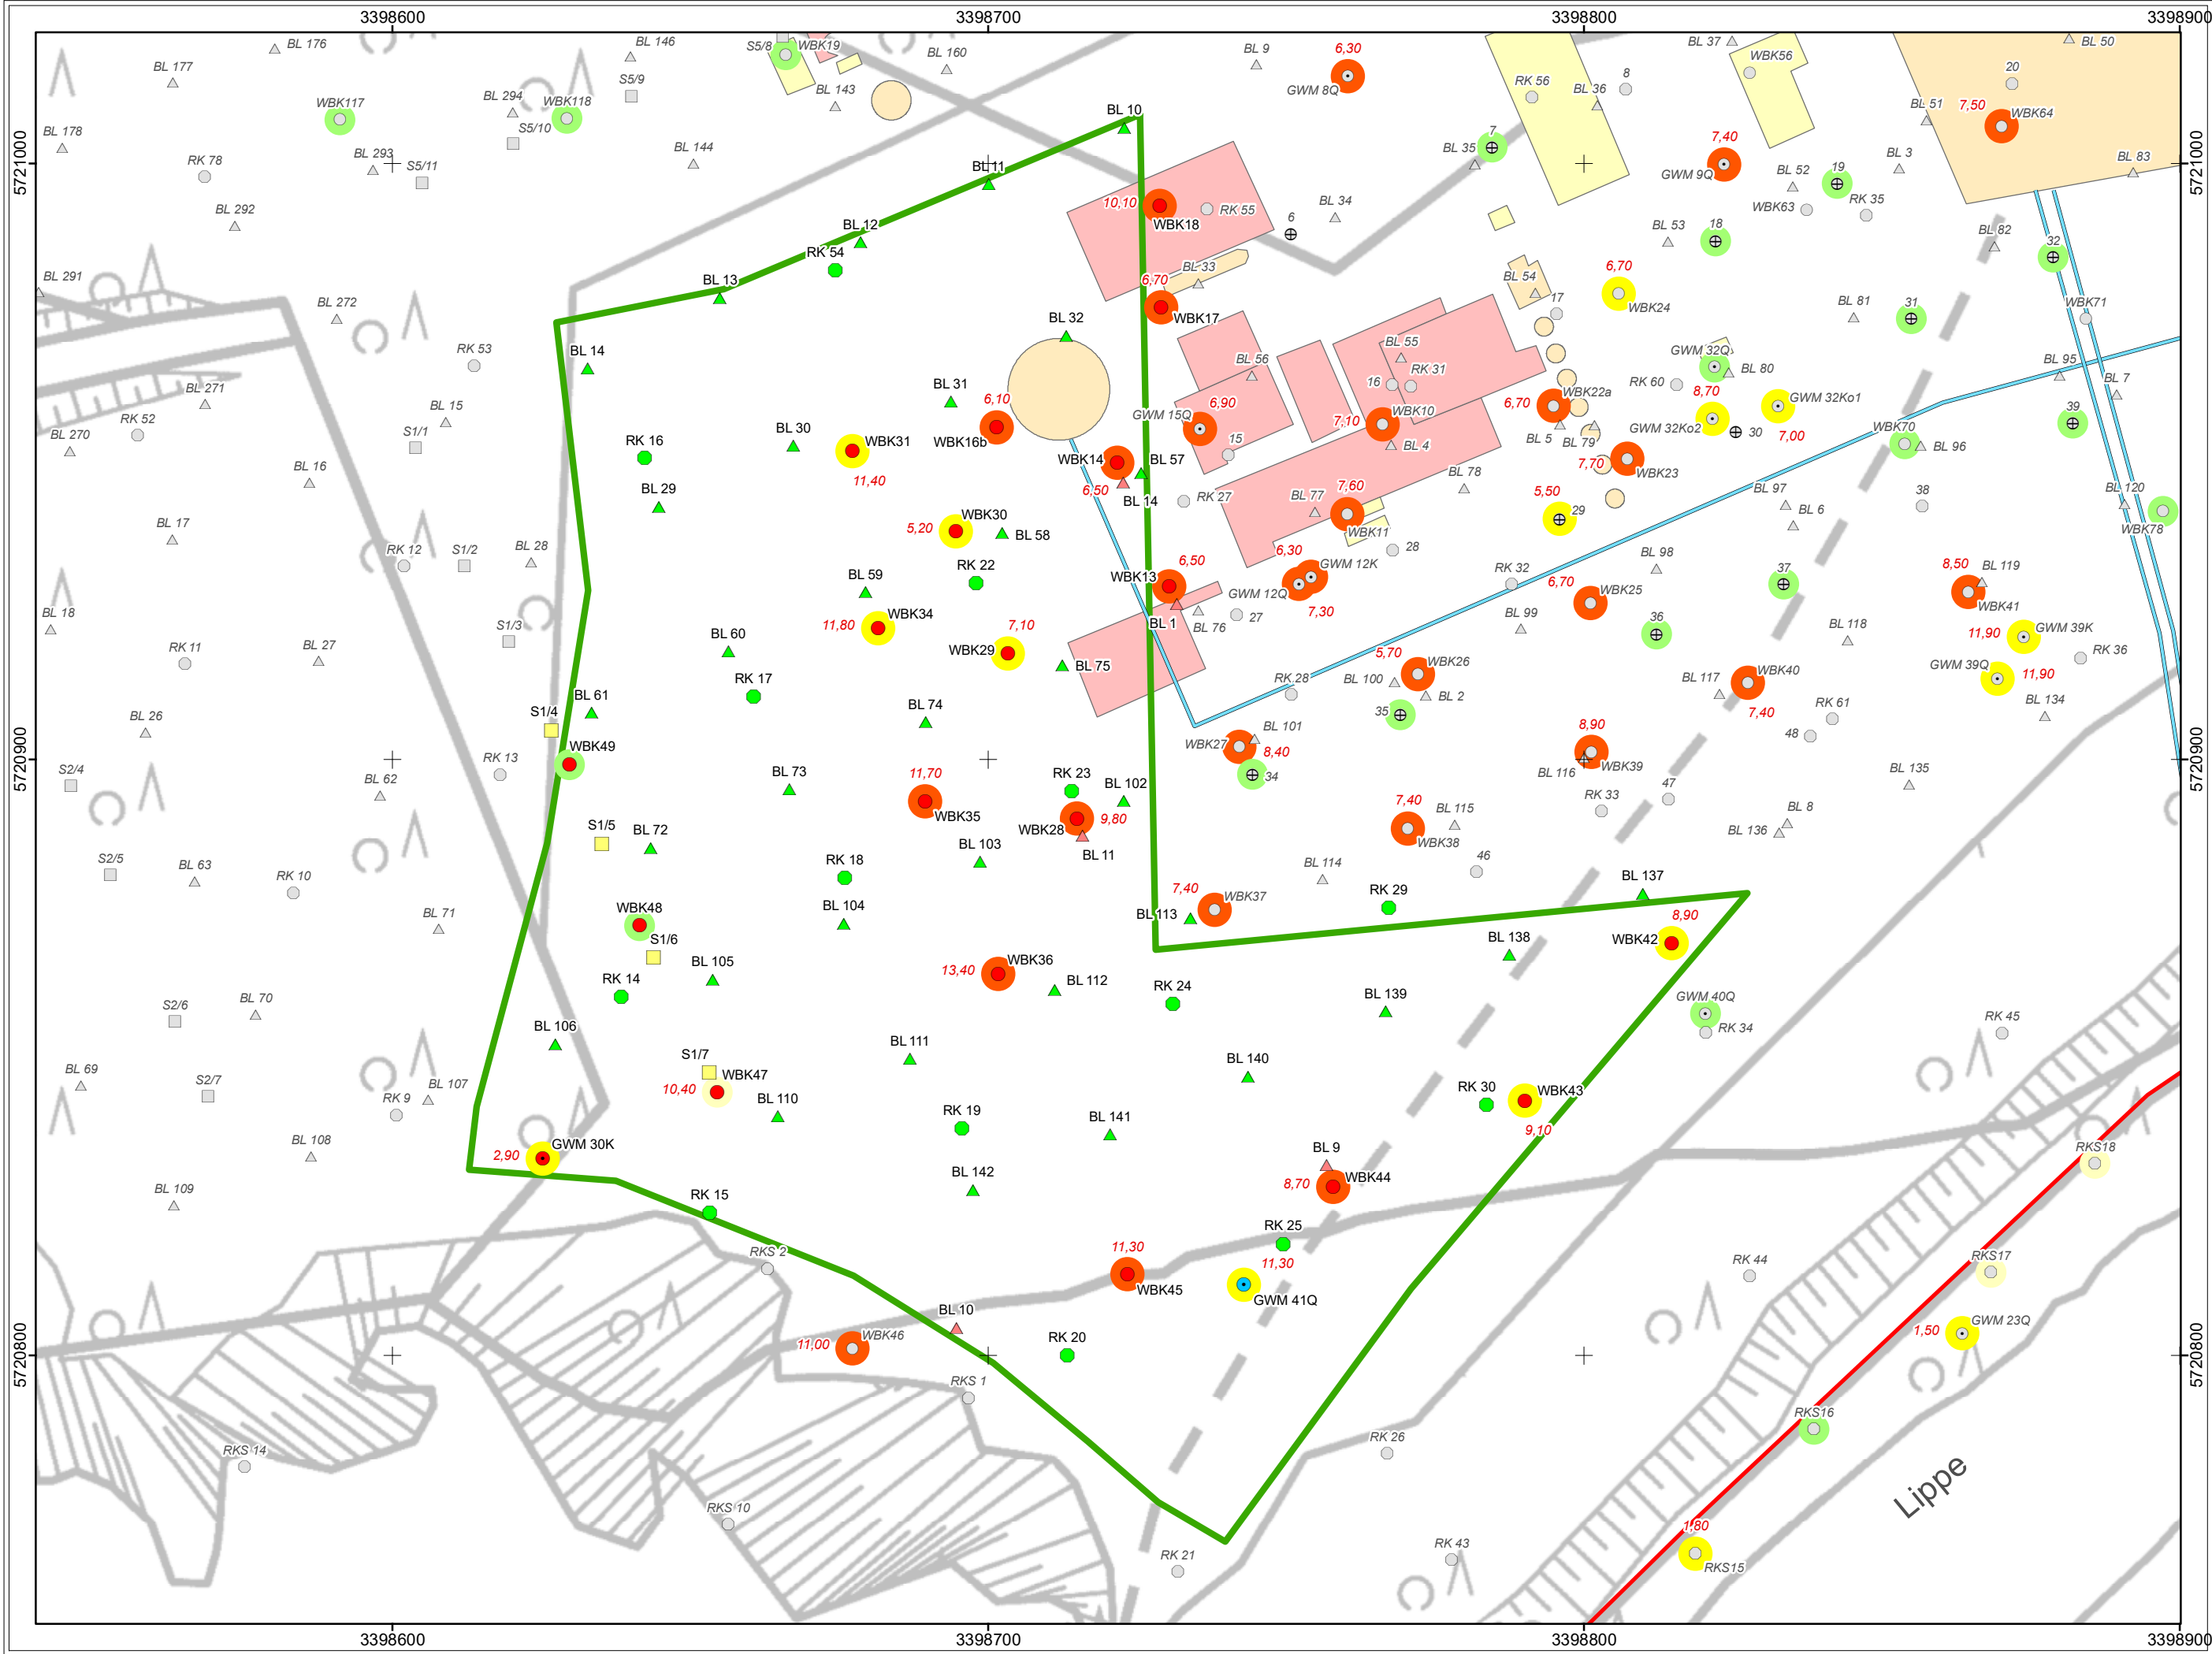 3398600
3398700
3398800
3398900
BL 176
BL 177
BL 178
WBK117
BL 146
S5/9
BL 294
WBK118
S5/10
BL 293
S5/11
RK 78
BL 292
BL 144
S5/8
WBK19
BL 143
BL 160
BL 9
6,30
GWM 8Q
BL 10
BL 11
BL 12
RK 54
BL 13
5721000
5721000
RK 56
8
BL 36
BL 37
WBK56
BL 50
20
7,50
WBK64
BL 51
7
BL 35
7,40
GWM 9Q
BL 52
19
BL 3
BL 83
WBK63
RK 35
BL 53
18
BL 82
32
10,10
WBK18
RK 55
6
BL 34
BL 33
6,70
WBK17
BL 54
17
6,70
WBK24
BL 81
31
WBK71
BL 291
BL 272
RK 53
BL 271
RK 52
BL 15
BL 270
S1/1
BL 16
BL 14
BL 32
BL 31
6,10
WBK16b
BL 30
WBK31
11,40
RK 16
BL 29
WBK14
6,50
BL 57
BL 14
GWM 15Q
6,90
15
BL 56
BL 55
16
RK 31
7,10
WBK10
BL 4
6,70
WBK22a
BL 5
BL 79
7,70
WBK23
GWM 32Q
BL 80
RK 60
8,70
GWM 32Ko2
30
GWM 32Ko1
7,00
WBK70
BL 96
BL 95
BL 7
39
BL 17
RK 12
S1/2
BL 28
5,20
WBK30
BL 58
RK 22
BL 59
RK 27
BL 77
7,60
WBK11
28
BL 78
5,50
29
BL 97
BL 6
38
BL 120
WBK78
BL 18
RK 11
BL 27
S1/3
11,80
WBK34
BL 60
RK 17
7,10
WBK29
BL 75
WBK13
6,50
BL 1
BL 76
27
6,30
GWM 12K
GWM 12Q
7,30
RK 32
BL 98
6,70
WBK25
BL 99
36
37
8,50
BL 119
WBK41
11,90
GWM 39K
BL 118
RK 36
GWM 39Q
11,90
BL 26
BL 61
S1/4
WBK49
RK 13
BL 74
RK 28
5,70
WBK26
BL 100
BL 2
35
BL 101
WBK27
8,40
34
BL 117
WBK40
7,40
RK 61
48
BL 134
5720900
5720900
S2/4
BL 62
BL 73
11,70
WBK35
RK 23
BL 102
WBK28
9,80
BL 11
8,90
BL 116
WBK39
47
RK 33
BL 135
BL 8
BL 136
S2/5
BL 63
RK 10
S1/5
BL 72
RK 18
BL 103
7,40
WBK38
BL 115
46
BL 114
BL 71
WBK48
S1/6
BL 104
BL 113
7,40
WBK37
RK 29
BL 137
8,90
WBK42
BL 138
S2/6
BL 70
RK 14
BL 105
13,40
WBK36
BL 112
RK 24
BL 139
GWM 40Q
RK 34
RK 45
BL 69
S2/7
BL 107
RK 9
BL 106
S1/7
WBK47
10,40
BL 110
BL 111
BL 140
RK 30
WBK43
9,10
BL 108
BL 109
GWM 30K
2,90
RK 15
RK 19
BL 141
BL 142
BL 9
8,70
WBK44
RK 25
RKS18
RKS 2
11,30
WBK45
11,30
GWM 41Q
RK 44
RKS17
1,50
GWM 23Q
5720800
5720800
BL 10
11,00
WBK46
RK 20
RKS 1
RKS 14
RKS 10
RK 26
RKS16
Lippe
RK 21
RK 43
1,80
RKS15
3398600
3398700
3398800
3398900